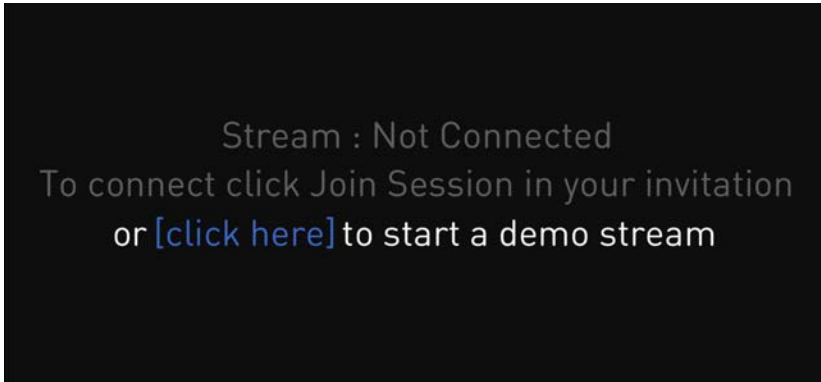 Stream : Not Connected
To connect click Join Session in your invitation
or [click here] to start a demo stream